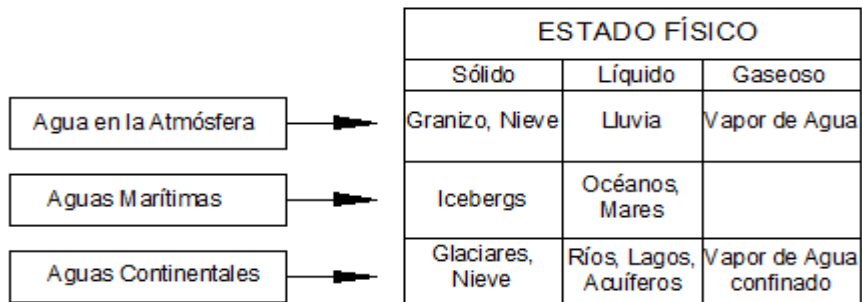 ESTADO FÍSICO
Sólido Líquido Gaseoso
Agua en la Atmósfera Granizo, Nieve Lluvia Vapor de Agua
Aguas Marítimas Icebergs Océanos,
Mares
Aguas Continentales Glaciares,
Nieve Ríos, Lagos,
Acuíferos Vapor de Agua
confinado